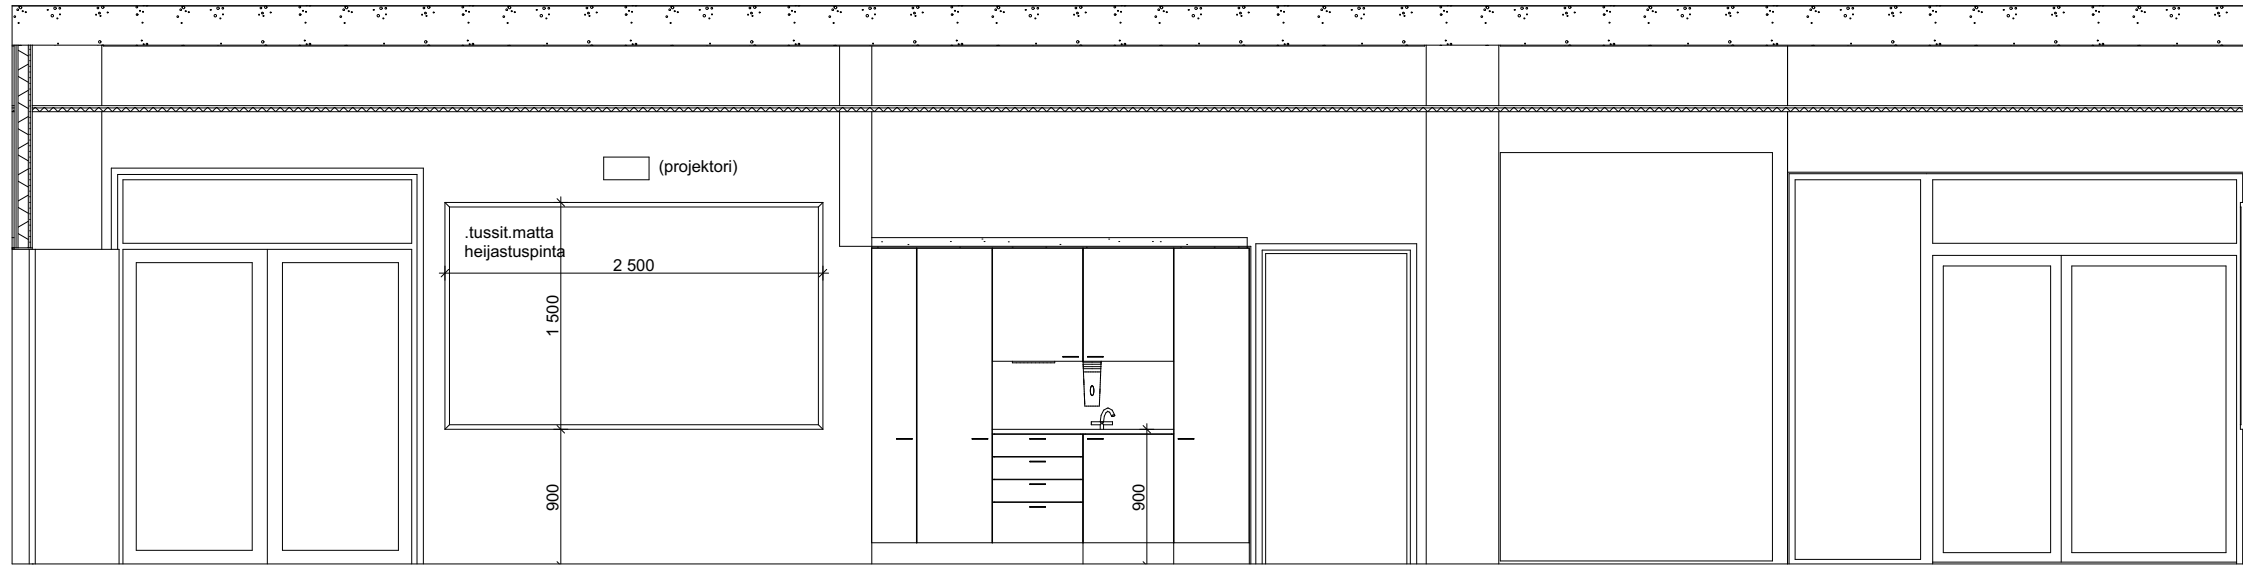 (projektori)
.tussit.matta
heijastuspinta
2 500
1 500
900
900